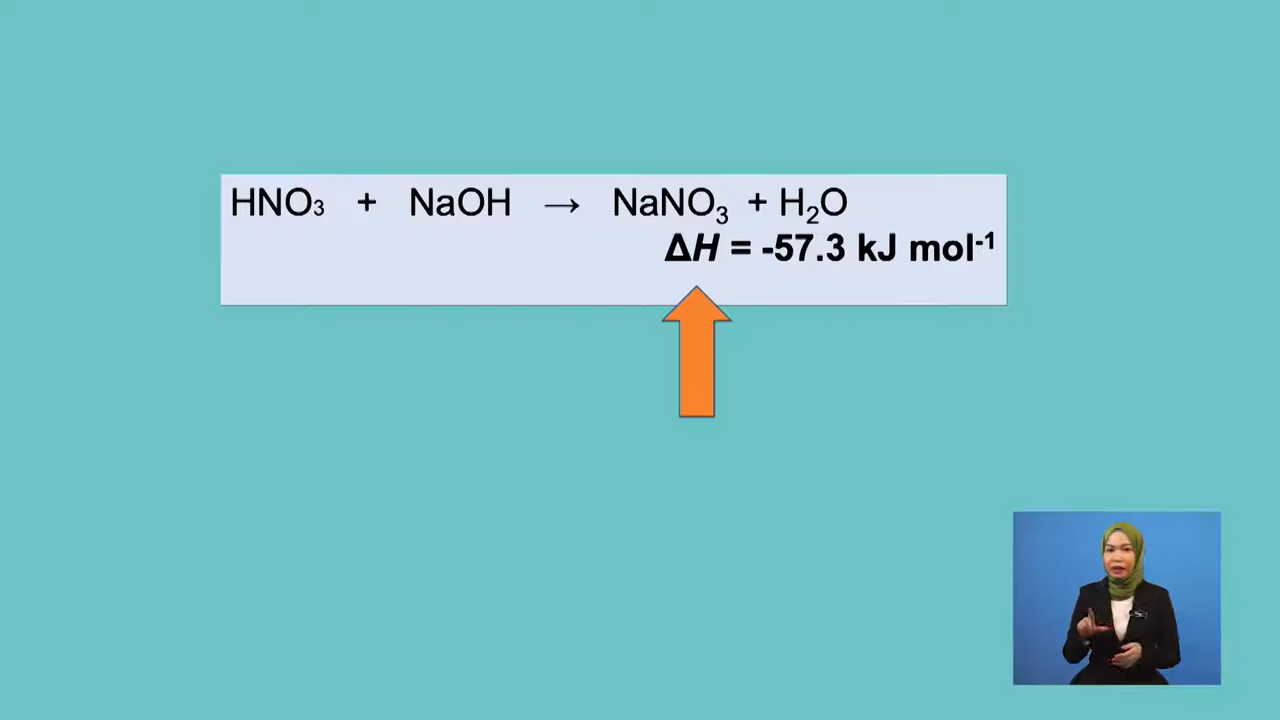 HNO₃ + NaOH → NaNO₃ + H₂O
ΔH = -57.3 kJ mol⁻¹